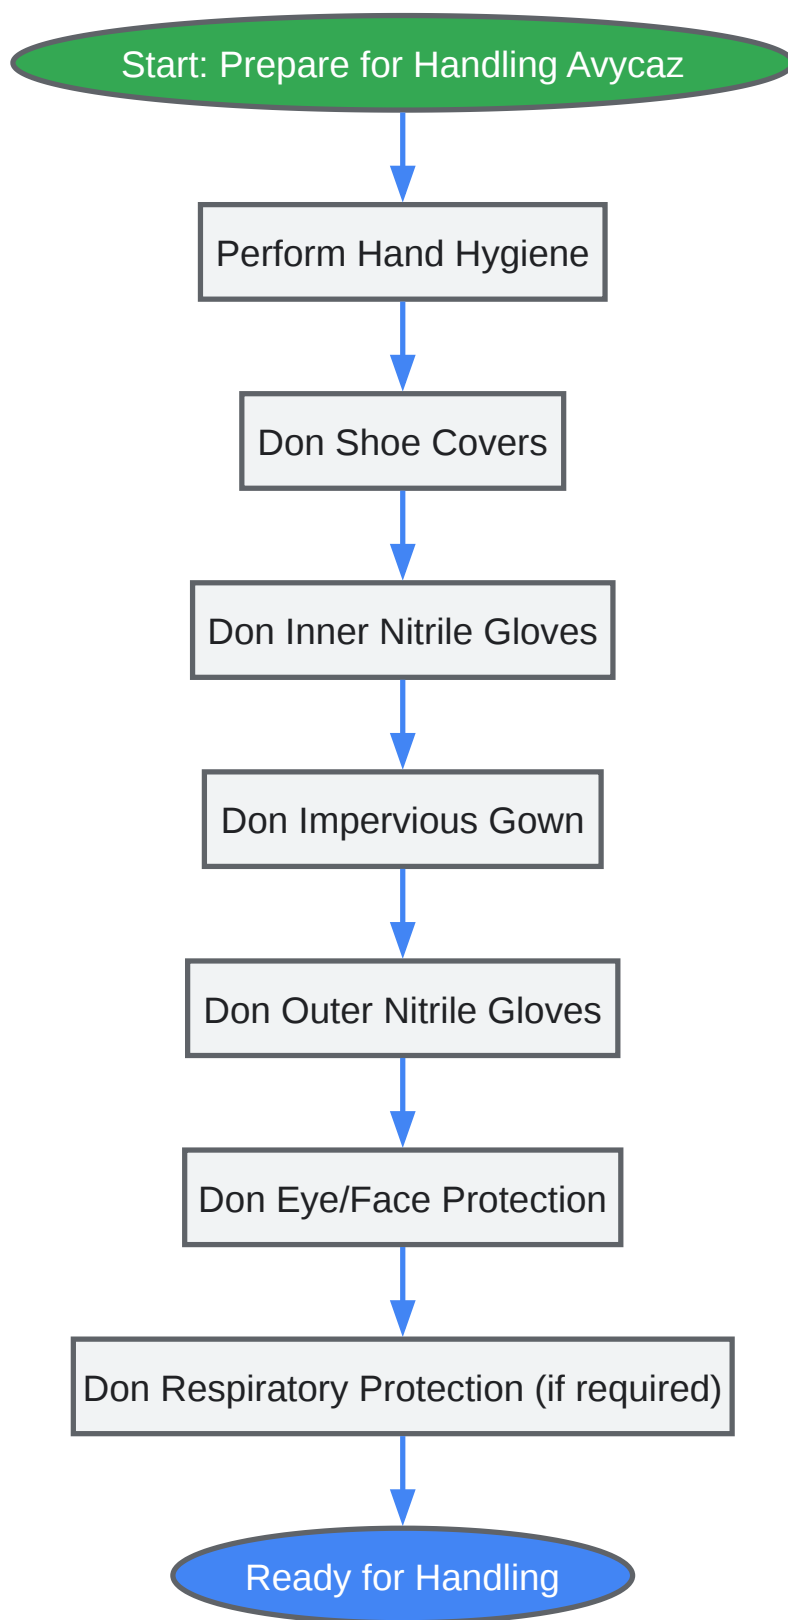 Start: Prepare for Handling Avycaz
Perform Hand Hygiene
Don Shoe Covers
Don Inner Nitrile Gloves
Don Impervious Gown
Don Outer Nitrile Gloves
Don Eye/Face Protection
Don Respiratory Protection (if required)
Ready for Handling